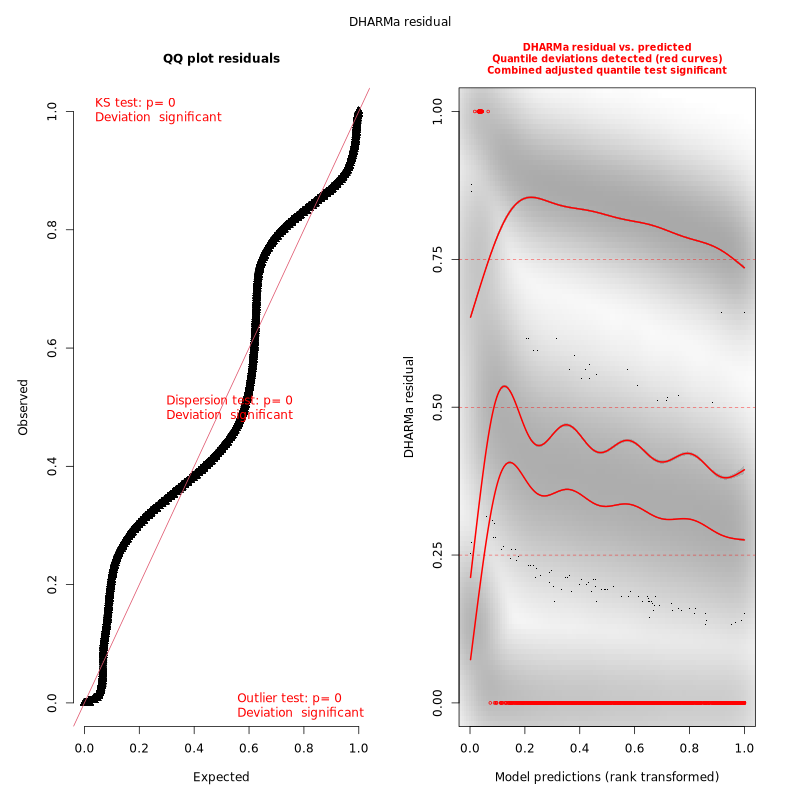 DHARMa residual
QQ plot residuals
KS test: p= 0
Deviation  significant
Dispersion test: p= 0
Deviation  significant
Outlier test: p= 0
Deviation  significant
Observed
0.0
0.2
0.4
0.6
0.8
1.0
0.0
0.2
0.4
0.6
0.8
1.0
Expected
DHARMa residual vs. predicted
Quantile deviations detected (red curves)
Combined adjusted quantile test significant
DHARMa residual
0.00
0.25
0.50
0.75
1.00
0.0
0.2
0.4
0.6
0.8
1.0
Model predictions (rank transformed)